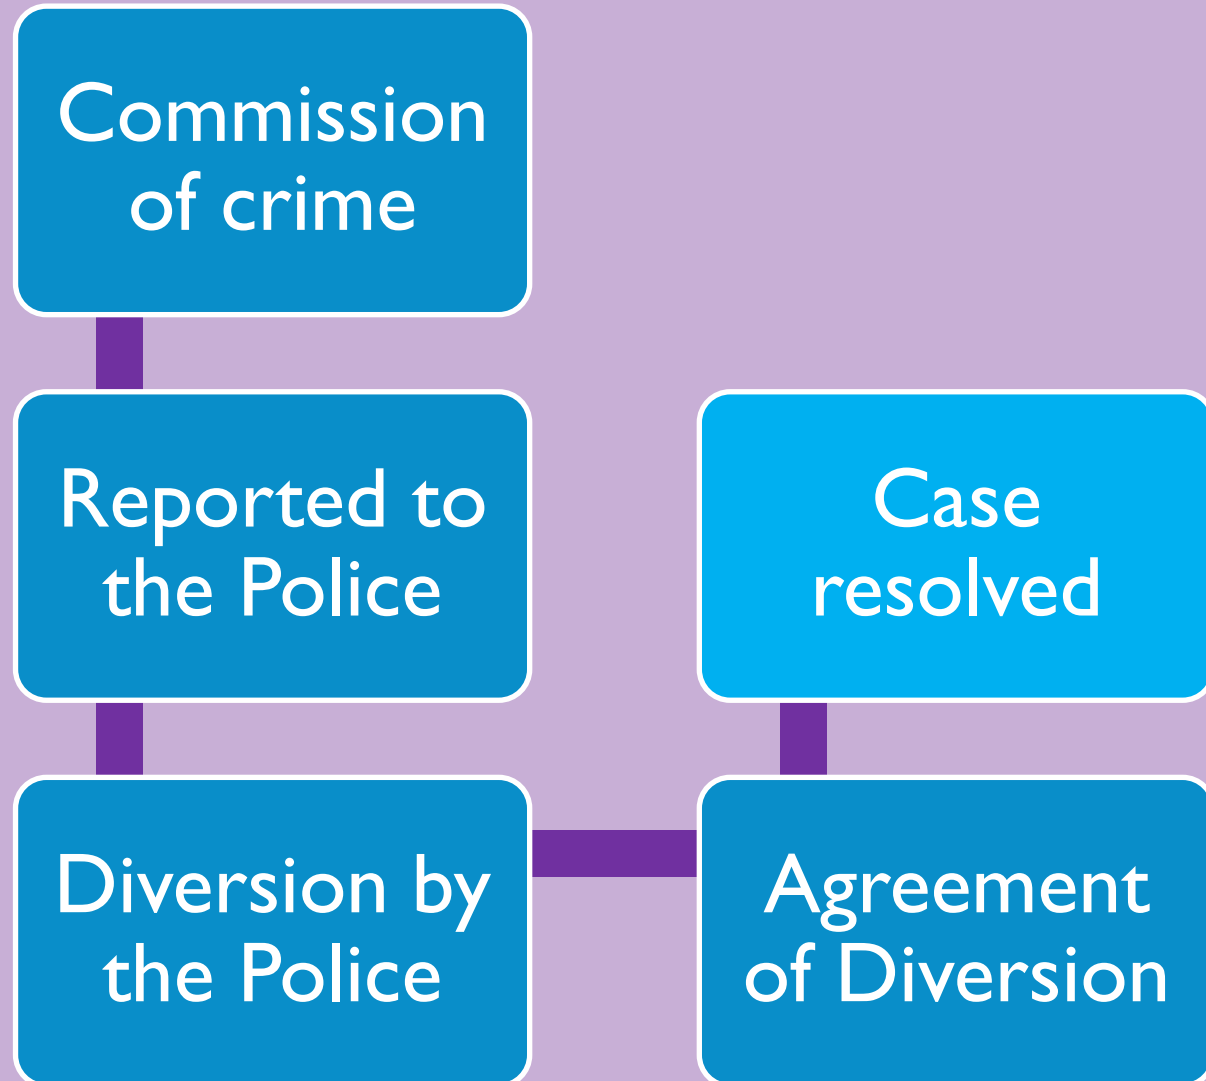 Commission
of crime
Reported to
the Police
Diversion by
the Police
Agreement
of Diversion
Case
resolved